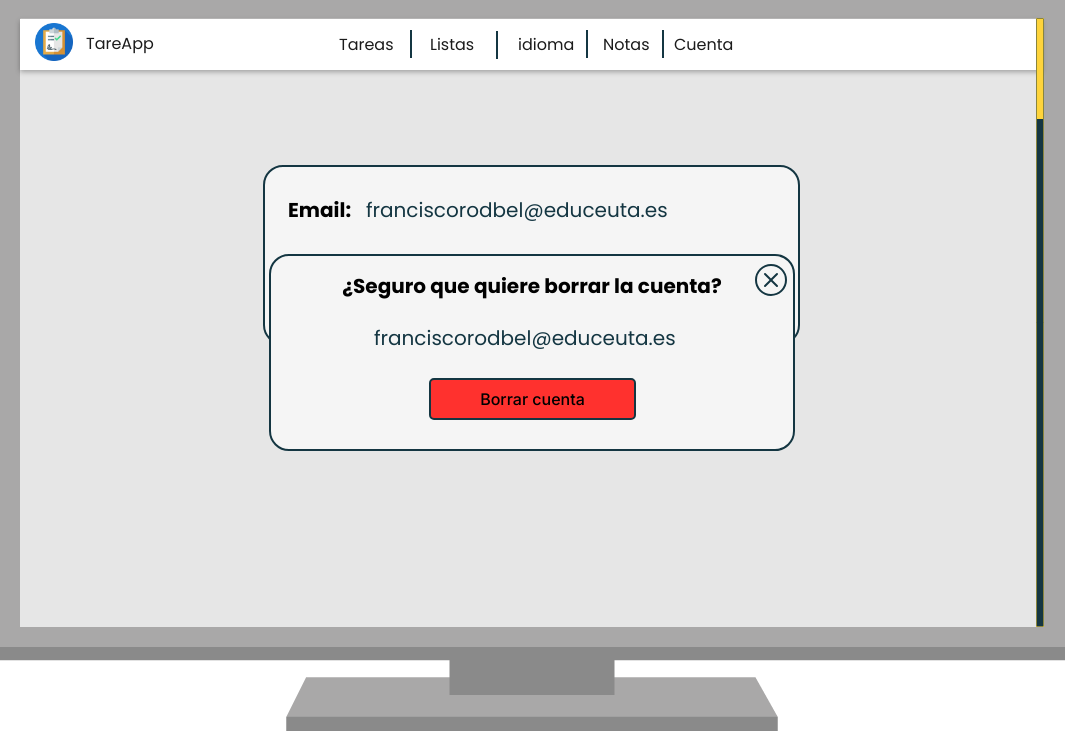 TareApp
Tareas
Listas
idioma
Notas
Cuenta
Email: franciscorodbel@educeuta.es
¿Seguro que quiere borrar la cuenta?
franciscorodbel@educeuta.es
Borrar cuenta